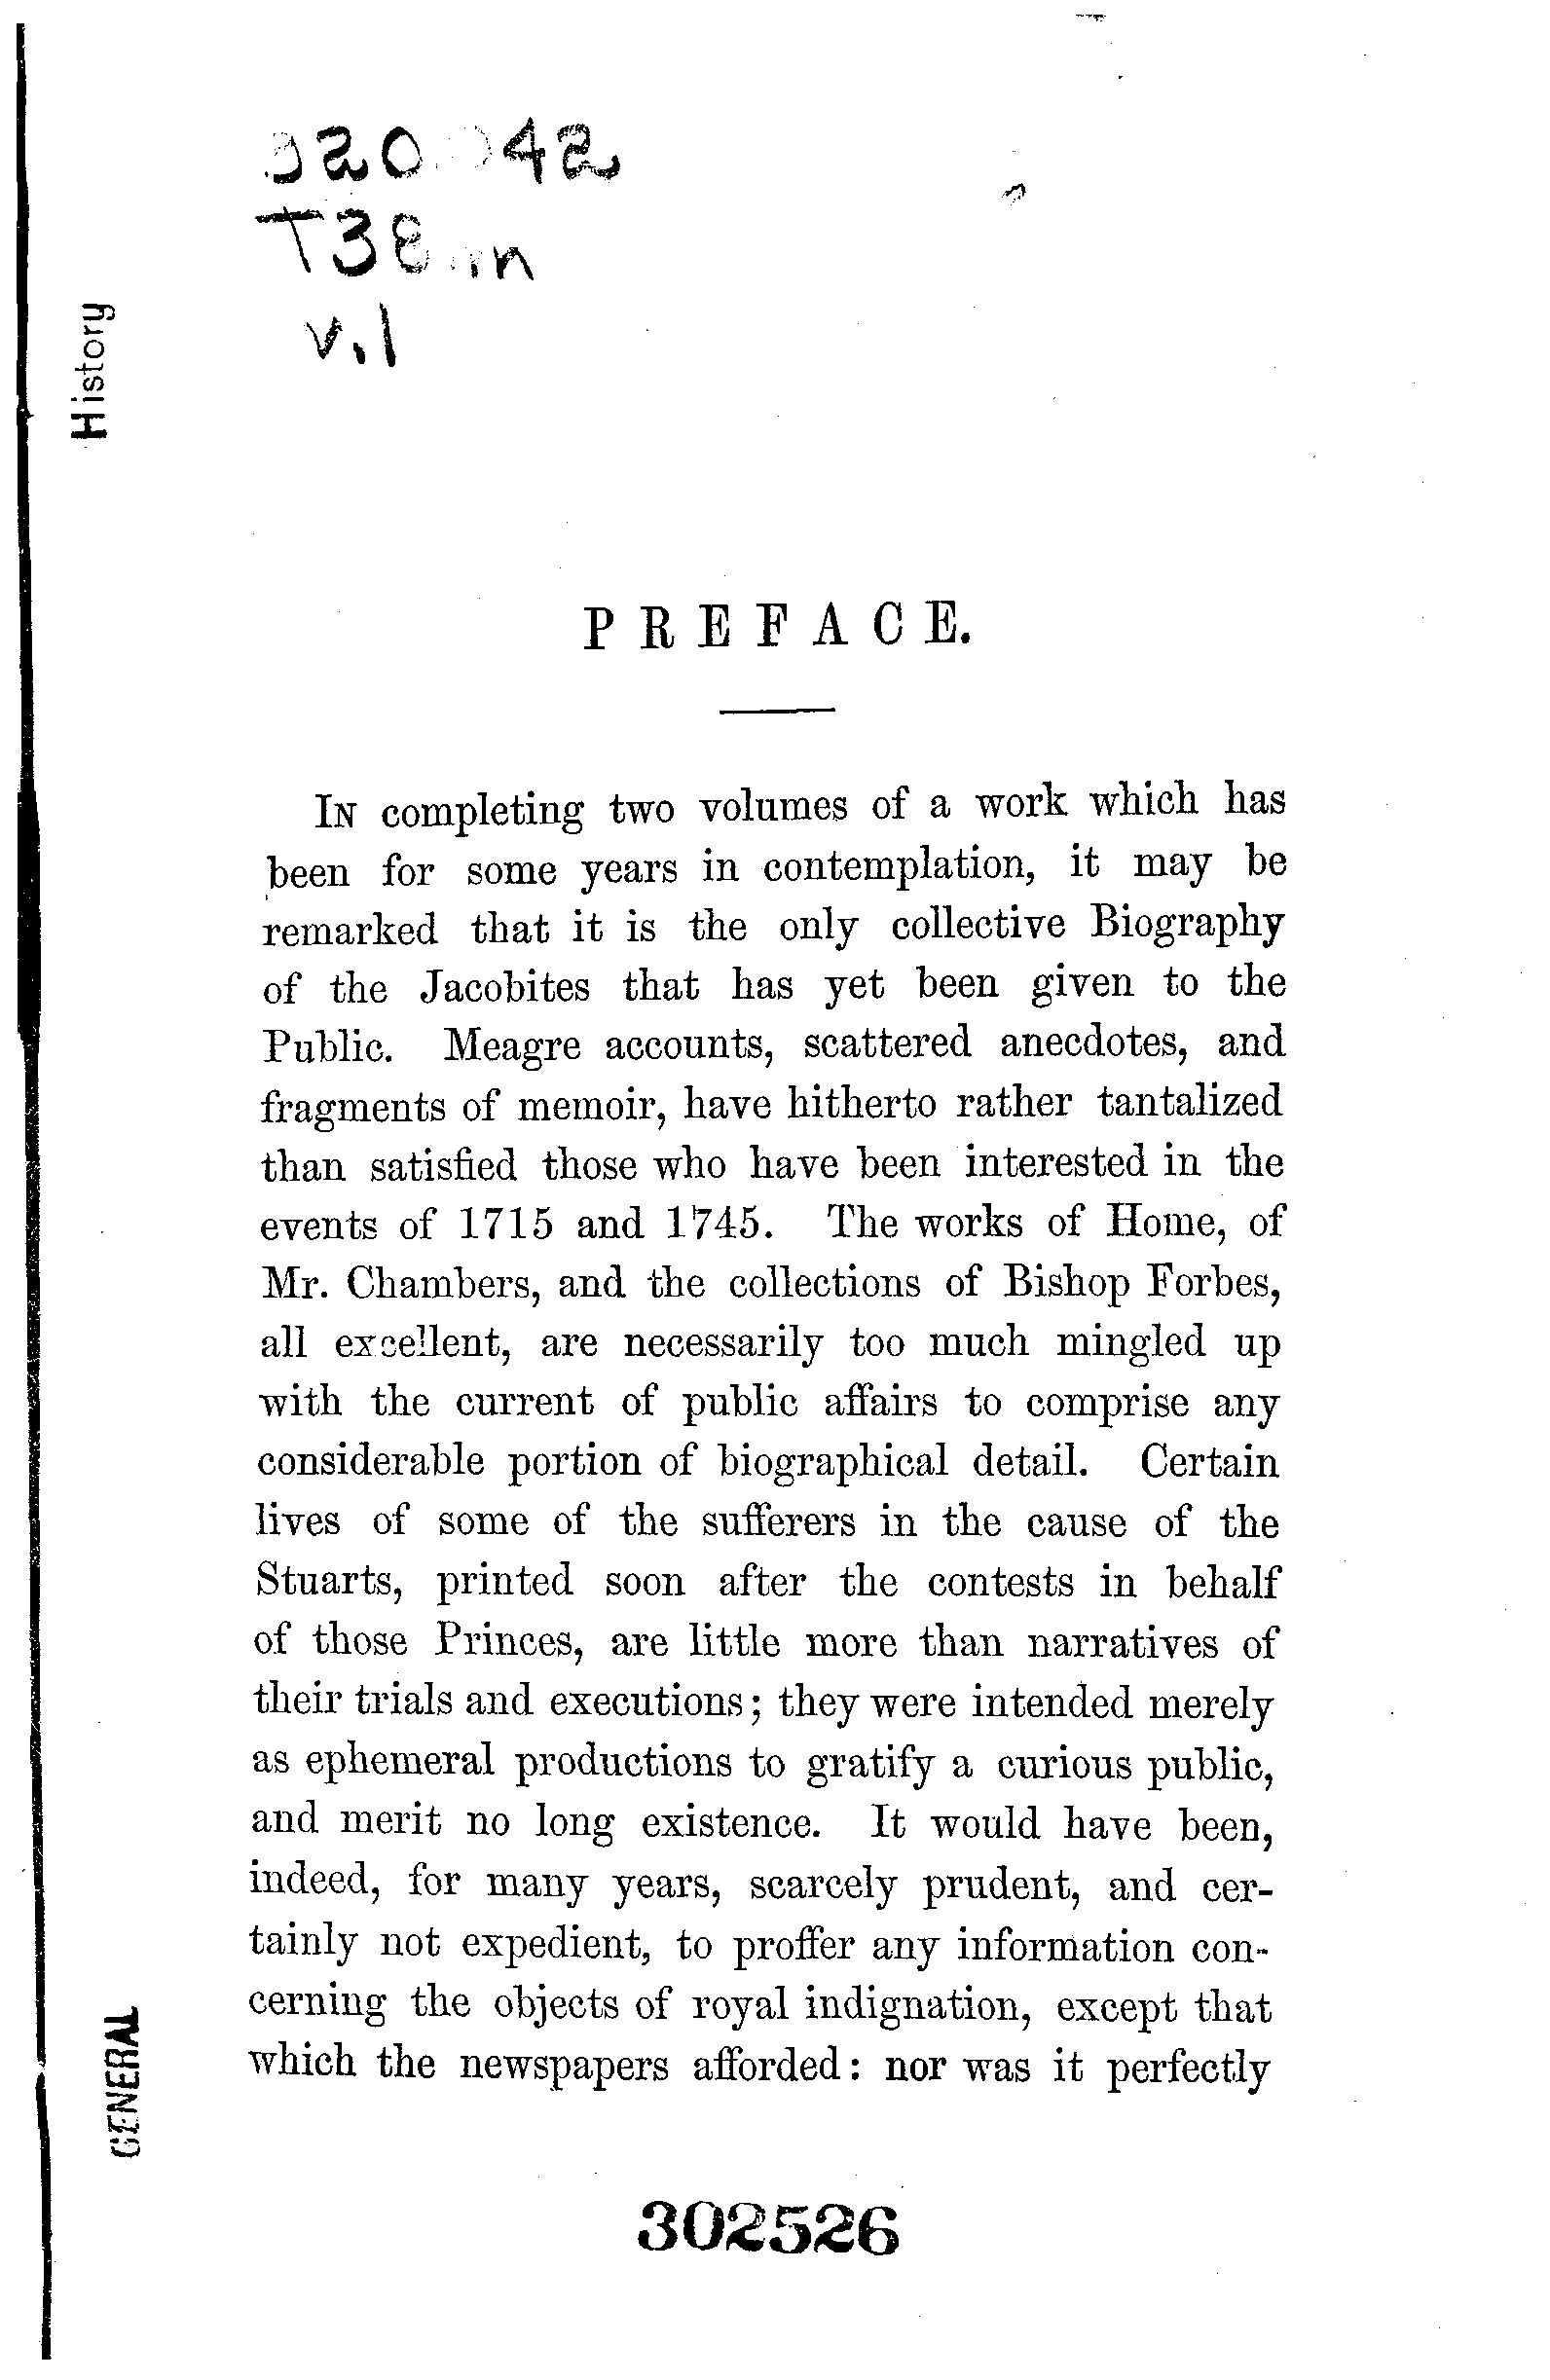 T38
v.1
History
PREFACE.
IN completing two volumes of a work which has
been for some years in contemplation, it may be
remarked that it is the only collective Biography
of the Jacobites that has yet been given to the
Public. Meagre accounts, scattered anecdotes, and
fragments of memoir, have hitherto rather tantalized
than satisfied those who have been interested in the
events of 1715 and 1745. The works of Home, of
Mr. Chambers, and the collections of Bishop Forbes,
all excellent, are necessarily too much mingled up
with the current of public affairs to comprise any
considerable portion of biographical detail. Certain
lives of some of the sufferers in the cause of the
Stuarts, printed soon after the contests in behalf
of those Princes, are little more than narratives of
their trials and executions; they were intended merely
as ephemeral productions to gratify a curious public,
and merit no long existence. It would have been,
indeed, for many years, scarcely prudent, and cer-
tainly not expedient, to proffer any information con-
cerning the objects of royal indignation, except that
which the newspapers afforded: nor was it perfectly
GENERAL
302526